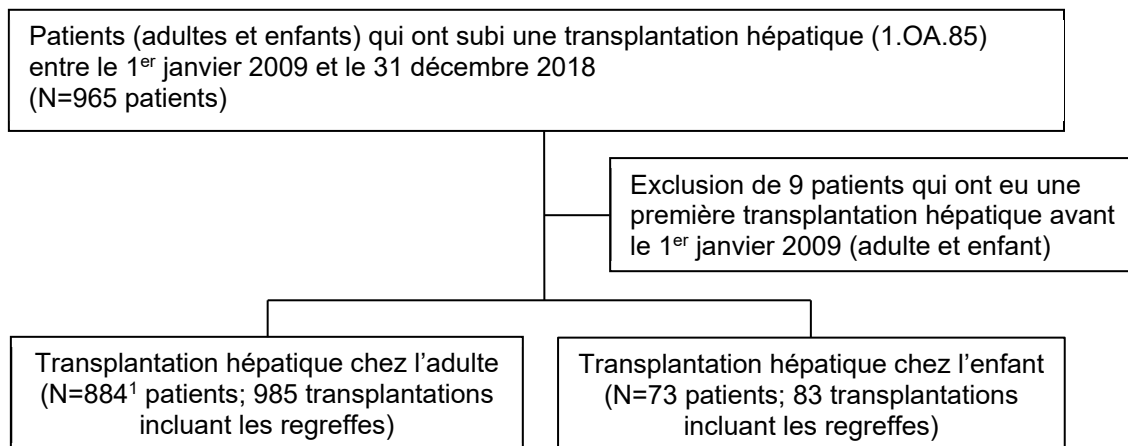 Patients (adultes et enfants) qui ont subi une transplantation hépatique (1.OA.85)
entre le 1er janvier 2009 et le 31 décembre 2018
(N=965 patients)
Exclusion de 9 patients qui ont eu une
première transplantation hépatique avant
le 1er janvier 2009 (adulte et enfant)
Transplantation hépatique chez l’adulte
(N=884¹ patients; 985 transplantations
incluant les regreffes)
Transplantation hépatique chez l’enfant
(N=73 patients; 83 transplantations
incluant les regreffes)